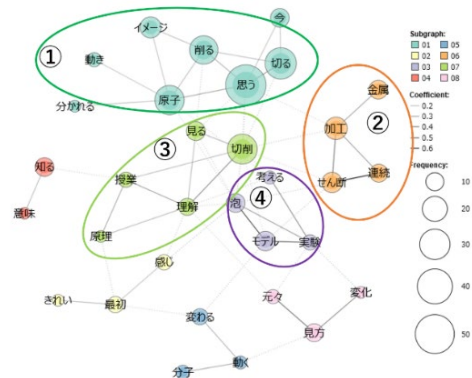 今
イメージ
①
削る
動き
切る
思う
原子
分かれる
金属
見る
加工
②
③
切削
知る
授業
考える
④
せん断
連続
意味
理解
泡
原理
モデル
実験
感じ
きれい
最初
元々
変化
変わる
見方
分子
動く
Subgraph:
01 05
02 06
03 07
04 08
Coefficient:
0.2
0.3
0.4
0.5
0.6
requency:
10
20
30
40
50